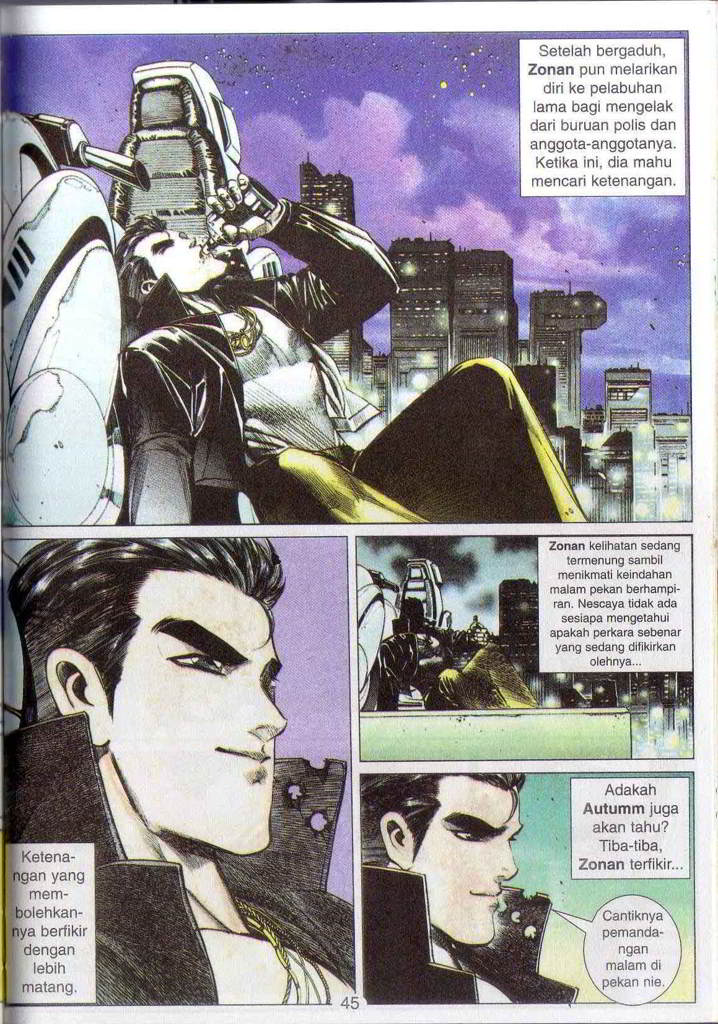 Setelah bergaduh,
Zonan pun melarikan
diri ke pelabuhan
lama bagi mengelak
dari buruan polis dan
anggota-anggotanya.
Ketika ini, dia mahu
mencari ketenangan.
Ketena-
ngan yang
mem-
bolehkan-
nya berfikir
dengan
lebih
matang.
Zonan kelihatan sedang
termenung sambil
menikmati keindahan
malam pekan berhampi-
ran. Nescaya tidak ada
sesiapa mengetahui
apakah perkara sebenar
yang sedang difikirkan
olehnya...
Adakah
Autumm juga
akan tahu?
Tiba-tiba,
Zonan terfikir...
Cantiknya
pemanda-
ngan
malam di
pekan nie.
45